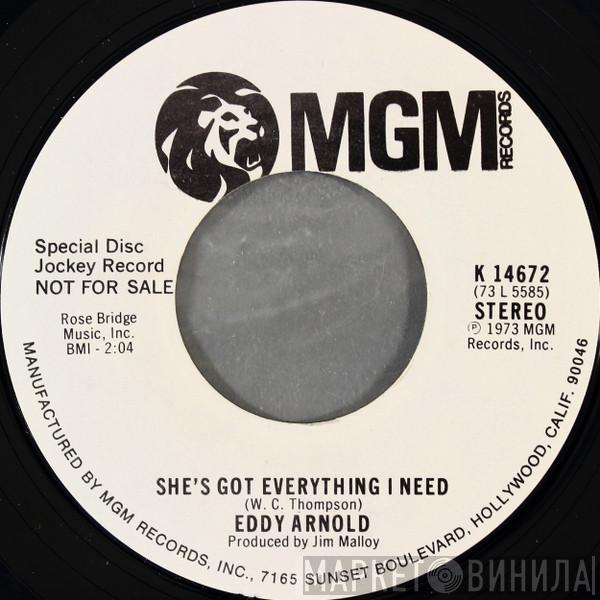 MGM
RECORDS
Special Disc
Jockey Record
NOT FOR SALE
Rose Bridge
Music, Inc.
BMI - 2:04
K 14672
(73 L 5585)
STEREO
Ⓟ 1973 MGM
Records, Inc.
SHE'S GOT EVERYTHING I NEED
(W. C. Thompson)
EDDY ARNOLD
Produced by Jim Malloy
MANUFACTURED BY MGM RECORDS, INC., 7165 SUNSET BOULEVARD, HOLLYWOOD, CALIF. 90046
МАРКЕТ ВИНИЛА